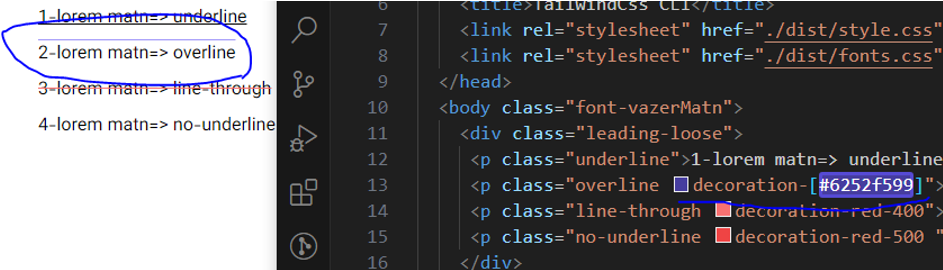 1-lorem matn=> underline
2-lorem matn=> overline
3-lorem matn=> line-through
4-lorem matn=> no-underline
6 <title>TailwindCss CLI</title>
7 <link rel="stylesheet" href="./dist/style.css"
8 <link rel="stylesheet" href="./dist/fonts.css"
9 </head>
10 <body class="font-vazerMatn">
11 <div class="leading-loose">
12 <p class="underline">1-lorem matn=> underline
13 <p class="overline decoration-[#6252f599]">
14 <p class="line-through decoration-red-400">
15 <p class="no-underline decoration-red-500 "
16 </div>